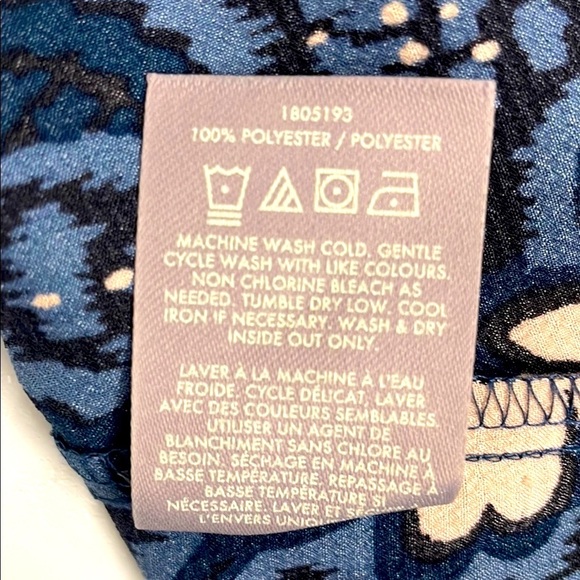 1805193
100% POLYESTER / POLYESTER
MACHINE WASH COLD, GENTLE
CYCLE WASH WITH LIKE COLOURS.
NON CHLORINE BLEACH AS
NEEDED. TUMBLE DRY LOW. COOL
IRON IF NECESSARY. WASH & DRY
INSIDE OUT ONLY.
LAVER A LA MACHINE À L'EAU
FROIDE. CYCLE DÉLICAT. LAVER
AVEC DES COULEURS SEMBLABLES.
UTILISER UN AGENT DE
BLANCHIMENT SANS CHLORE AU
BESOIN. SÉCHAGE EN MACHINE À
BASSE TEMPÉRATURE, REPASSAGE À
BASSE TEMPÉRATURE SI
NÉCESSAIRE. LAVER ET
L'ENVERS